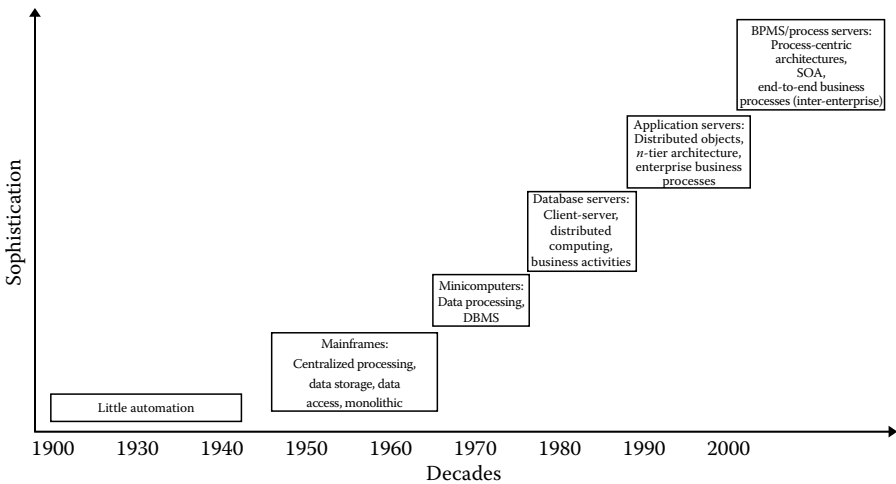 BPMS/process servers:
Process-centric
architectures,
SOA,
end-to-end business
processes (inter-enterprise)
Application servers:
Distributed objects,
n-tier architecture,
enterprise business
processes
Database servers:
Client-server,
distributed
computing,
business activities
Minicomputers:
Data processing,
DBMS
Mainframes:
Centralized processing,
data storage, data
access, monolithic
Little automation
Sophistication
1900 1930 1940 1950 1960 1970 1980 1990 2000
Decades